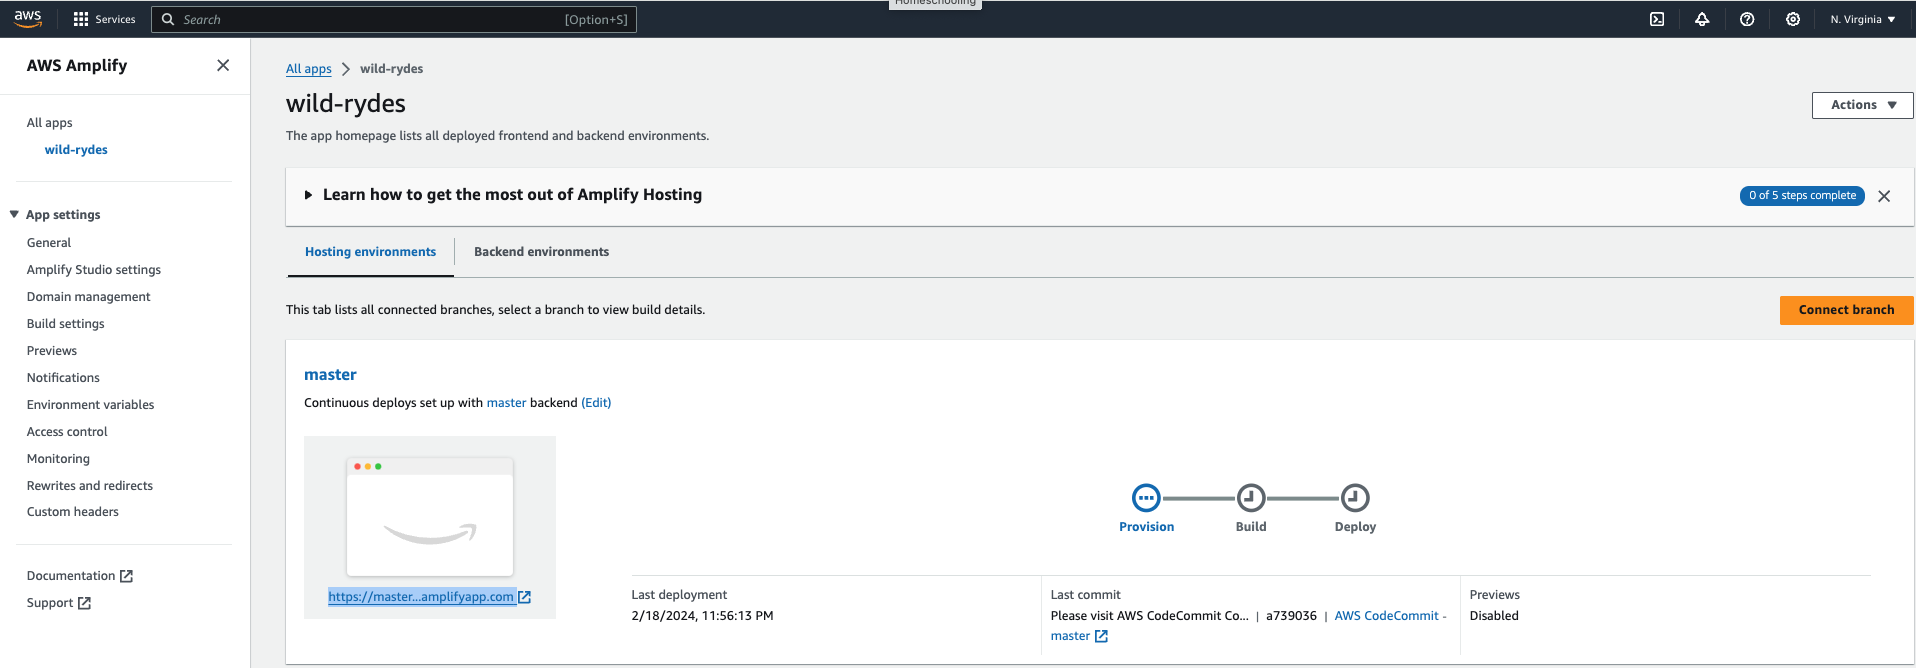 Homeschooling
aws
Services
Search
[Option+S]
N. Virginia
AWS Amplify
All apps
wild-rydes
App settings
General
Amplify Studio settings
Domain management
Build settings
Previews
Notifications
Environment variables
Access control
Monitoring
Rewrites and redirects
Custom headers
Documentation
Support
All apps
wild-rydes
wild-rydes
Actions
The app homepage lists all deployed frontend and backend environments.
Learn how to get the most out of Amplify Hosting
0 of 5 steps complete
Hosting environments
Backend environments
This tab lists all connected branches, select a branch to view build details.
Connect branch
master
Continuous deploys set up with master backend (Edit)
https://master...amplifyapp.com
Provision
Build
Deploy
Last deployment
2/18/2024, 11:56:13 PM
Last commit
Please visit AWS CodeCommit Co... | a739036 | AWS CodeCommit -
master
Previews
Disabled